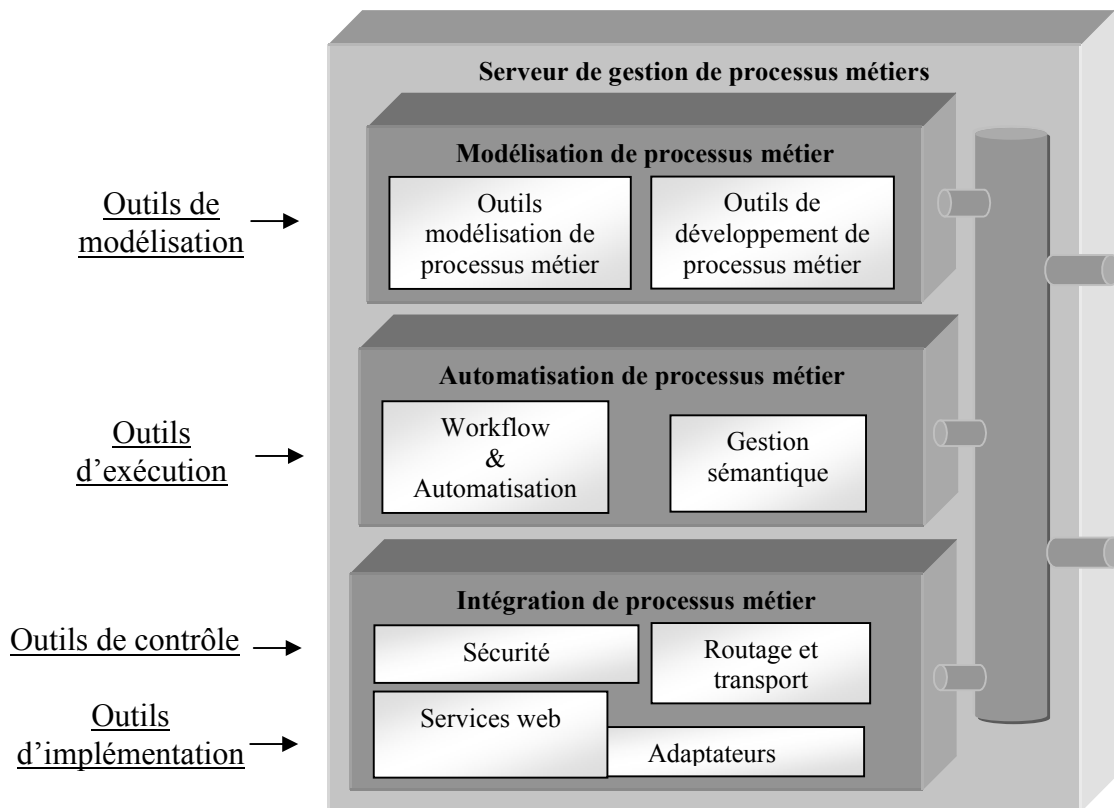 Serveur de gestion de processus métiers
Modélisation de processus métier
Outils de
modélisation
Outils
modélisation de
processus métier
Outils de
développement de
processus métier
Automatisation de processus métier
Outils
d’exécution
Workflow
&
Automatisation
Gestion
sémantique
Intégration de processus métier
Outils de contrôle
Sécurité
Routage et
transport
Outils
d’implémentation
Services web
Adaptateurs